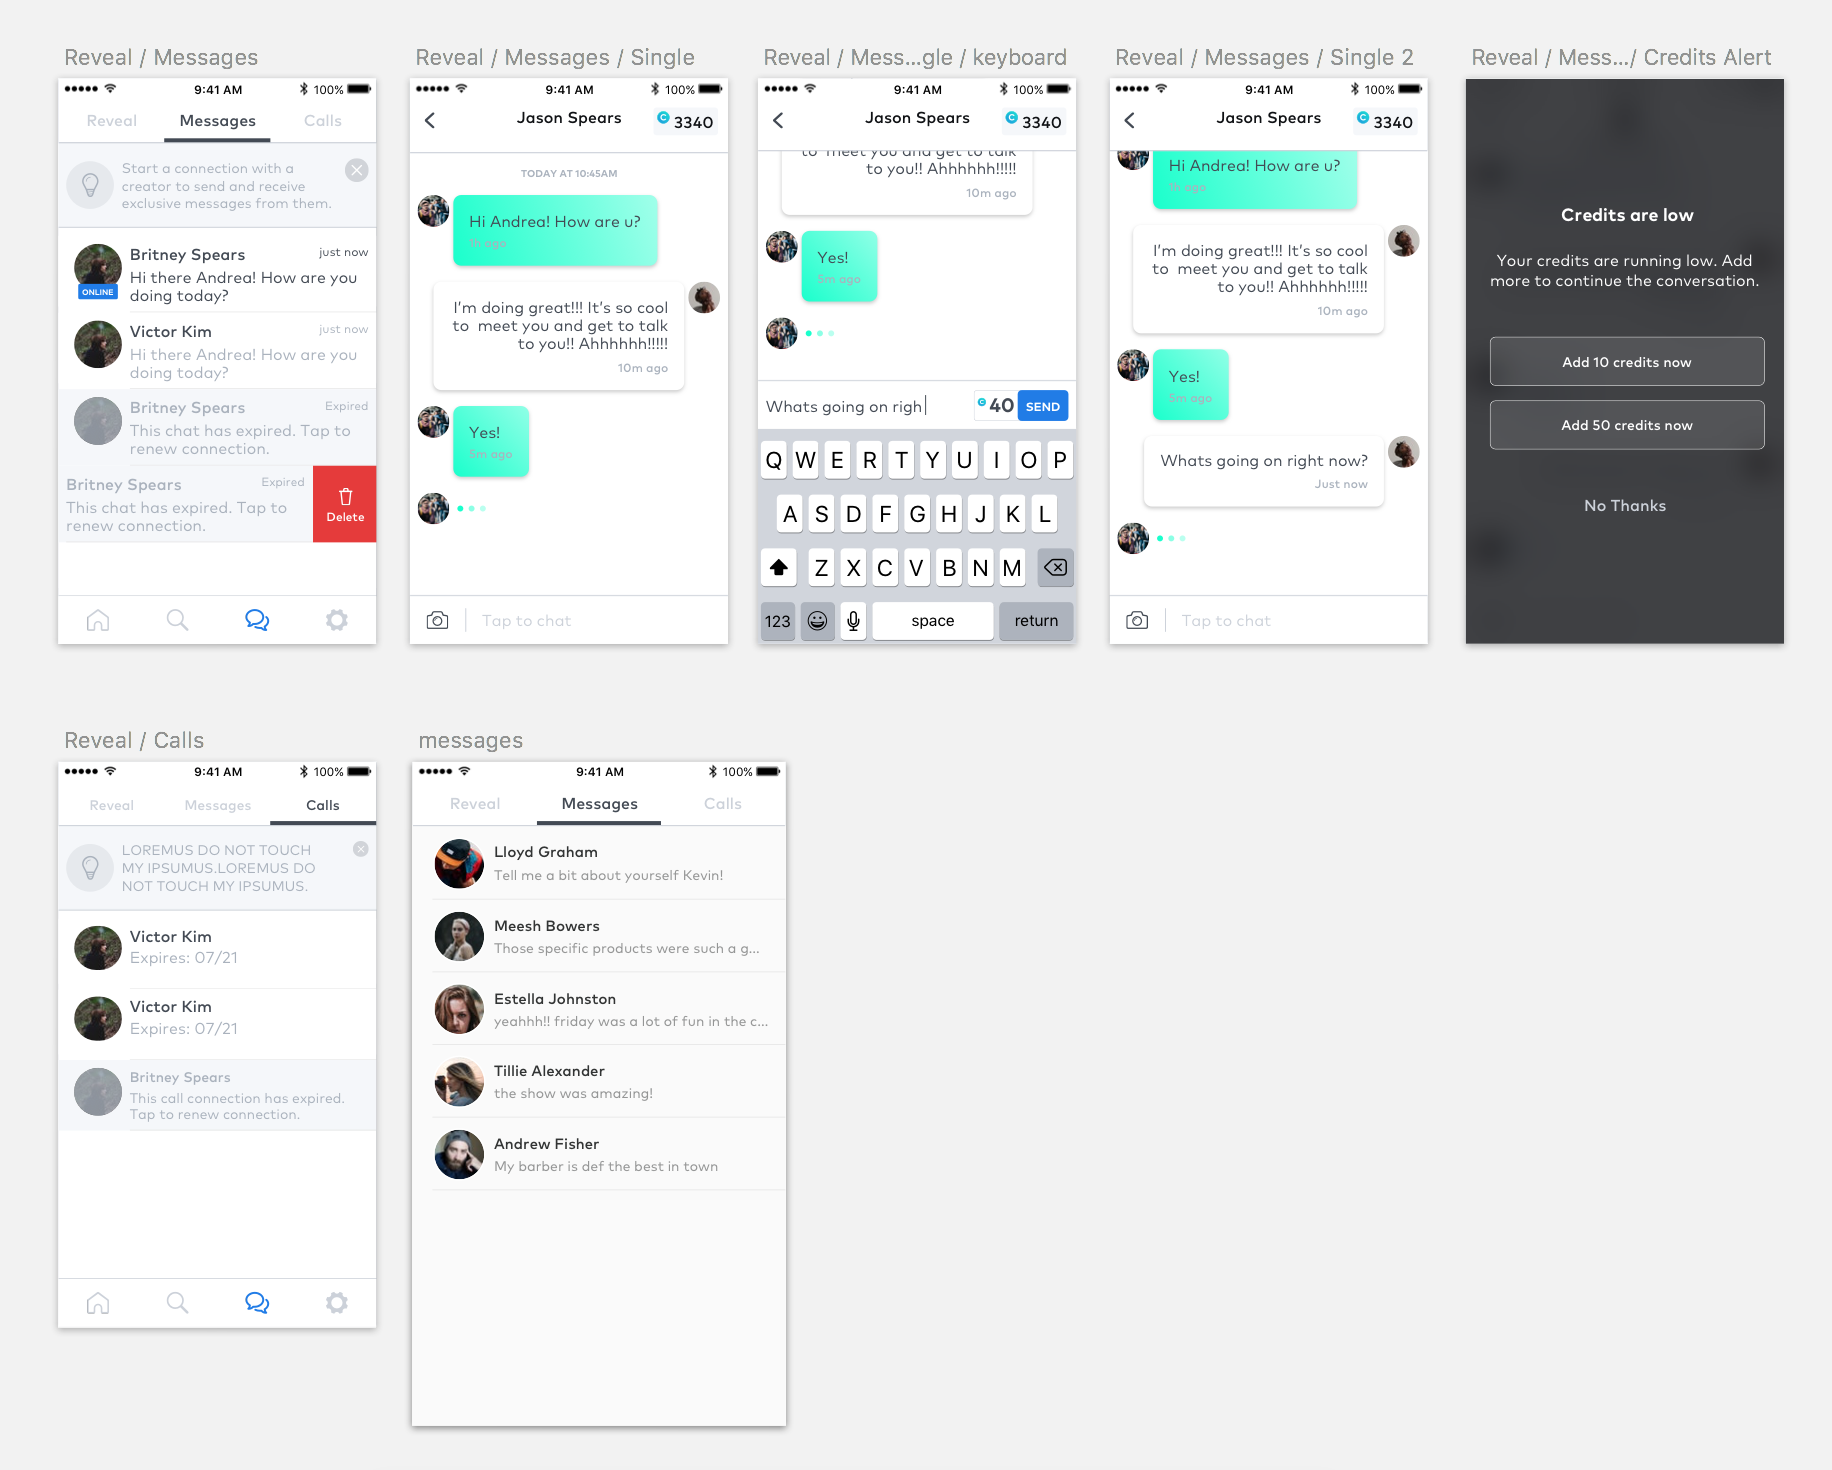 Reveal / Messages
9:41 AM
100%
Reveal
Messages
Calls
Start a connection with a
creator to send and receive
exclusive messages from them.
Britney Spears
just now
Hi there Andrea! How are you
doing today?
ONLINE
Victor Kim
just now
Hi there Andrea! How are you
doing today?
Britney Spears
Expired
This chat has expired. Tap to
renew connection.
Britney Spears
Expired
This chat has expired. Tap to
renew connection.
Delete
Reveal / Messages / Single
9:41 AM
100%
Jason Spears
C 3340
TODAY AT 10:45AM
Hi Andrea! How are u?
1h ago
I'm doing great!!! It's so cool
to meet you and get to talk
to you!! Ahhhhhh!!!!!
10m ago
Yes!
5m ago
Tap to chat
Reveal / Mess...gle / keyboard
9:41 AM
100%
Jason Spears
C 3340
to meet you and get to talk
to you!! Ahhhhhh!!!!!
10m ago
Yes!
5m ago
Whats going on righ
C 40
SEND
Q W E R T Y U I O P
A S D F G H J K L
Z X C V B N M
123
space
return
Reveal / Messages / Single 2
9:41 AM
100%
Jason Spears
C 3340
Hi Andrea! How are u?
1h ago
I'm doing great!!! It's so cool
to meet you and get to talk
to you!! Ahhhhhh!!!!!
10m ago
Yes!
5m ago
Whats going on right now?
Just now
Tap to chat
Reveal / Mess.../ Credits Alert
Credits are low
Your credits are running low. Add
more to continue the conversation.
Add 10 credits now
Add 50 credits now
No Thanks
Reveal / Calls
9:41 AM
100%
Reveal
Messages
Calls
LOREMUS DO NOT TOUCH
MY IPSUMUS.LOREMUS DO
NOT TOUCH MY IPSUMUS.
Victor Kim
Expires: 07/21
Victor Kim
Expires: 07/21
Britney Spears
This call connection has expired.
Tap to renew connection.
messages
9:41 AM
100%
Reveal
Messages
Calls
Lloyd Graham
Tell me a bit about yourself Kevin!
Meesh Bowers
Those specific products were such a g...
Estella Johnston
yeahhh!! friday was a lot of fun in the c...
Tillie Alexander
the show was amazing!
Andrew Fisher
My barber is def the best in town